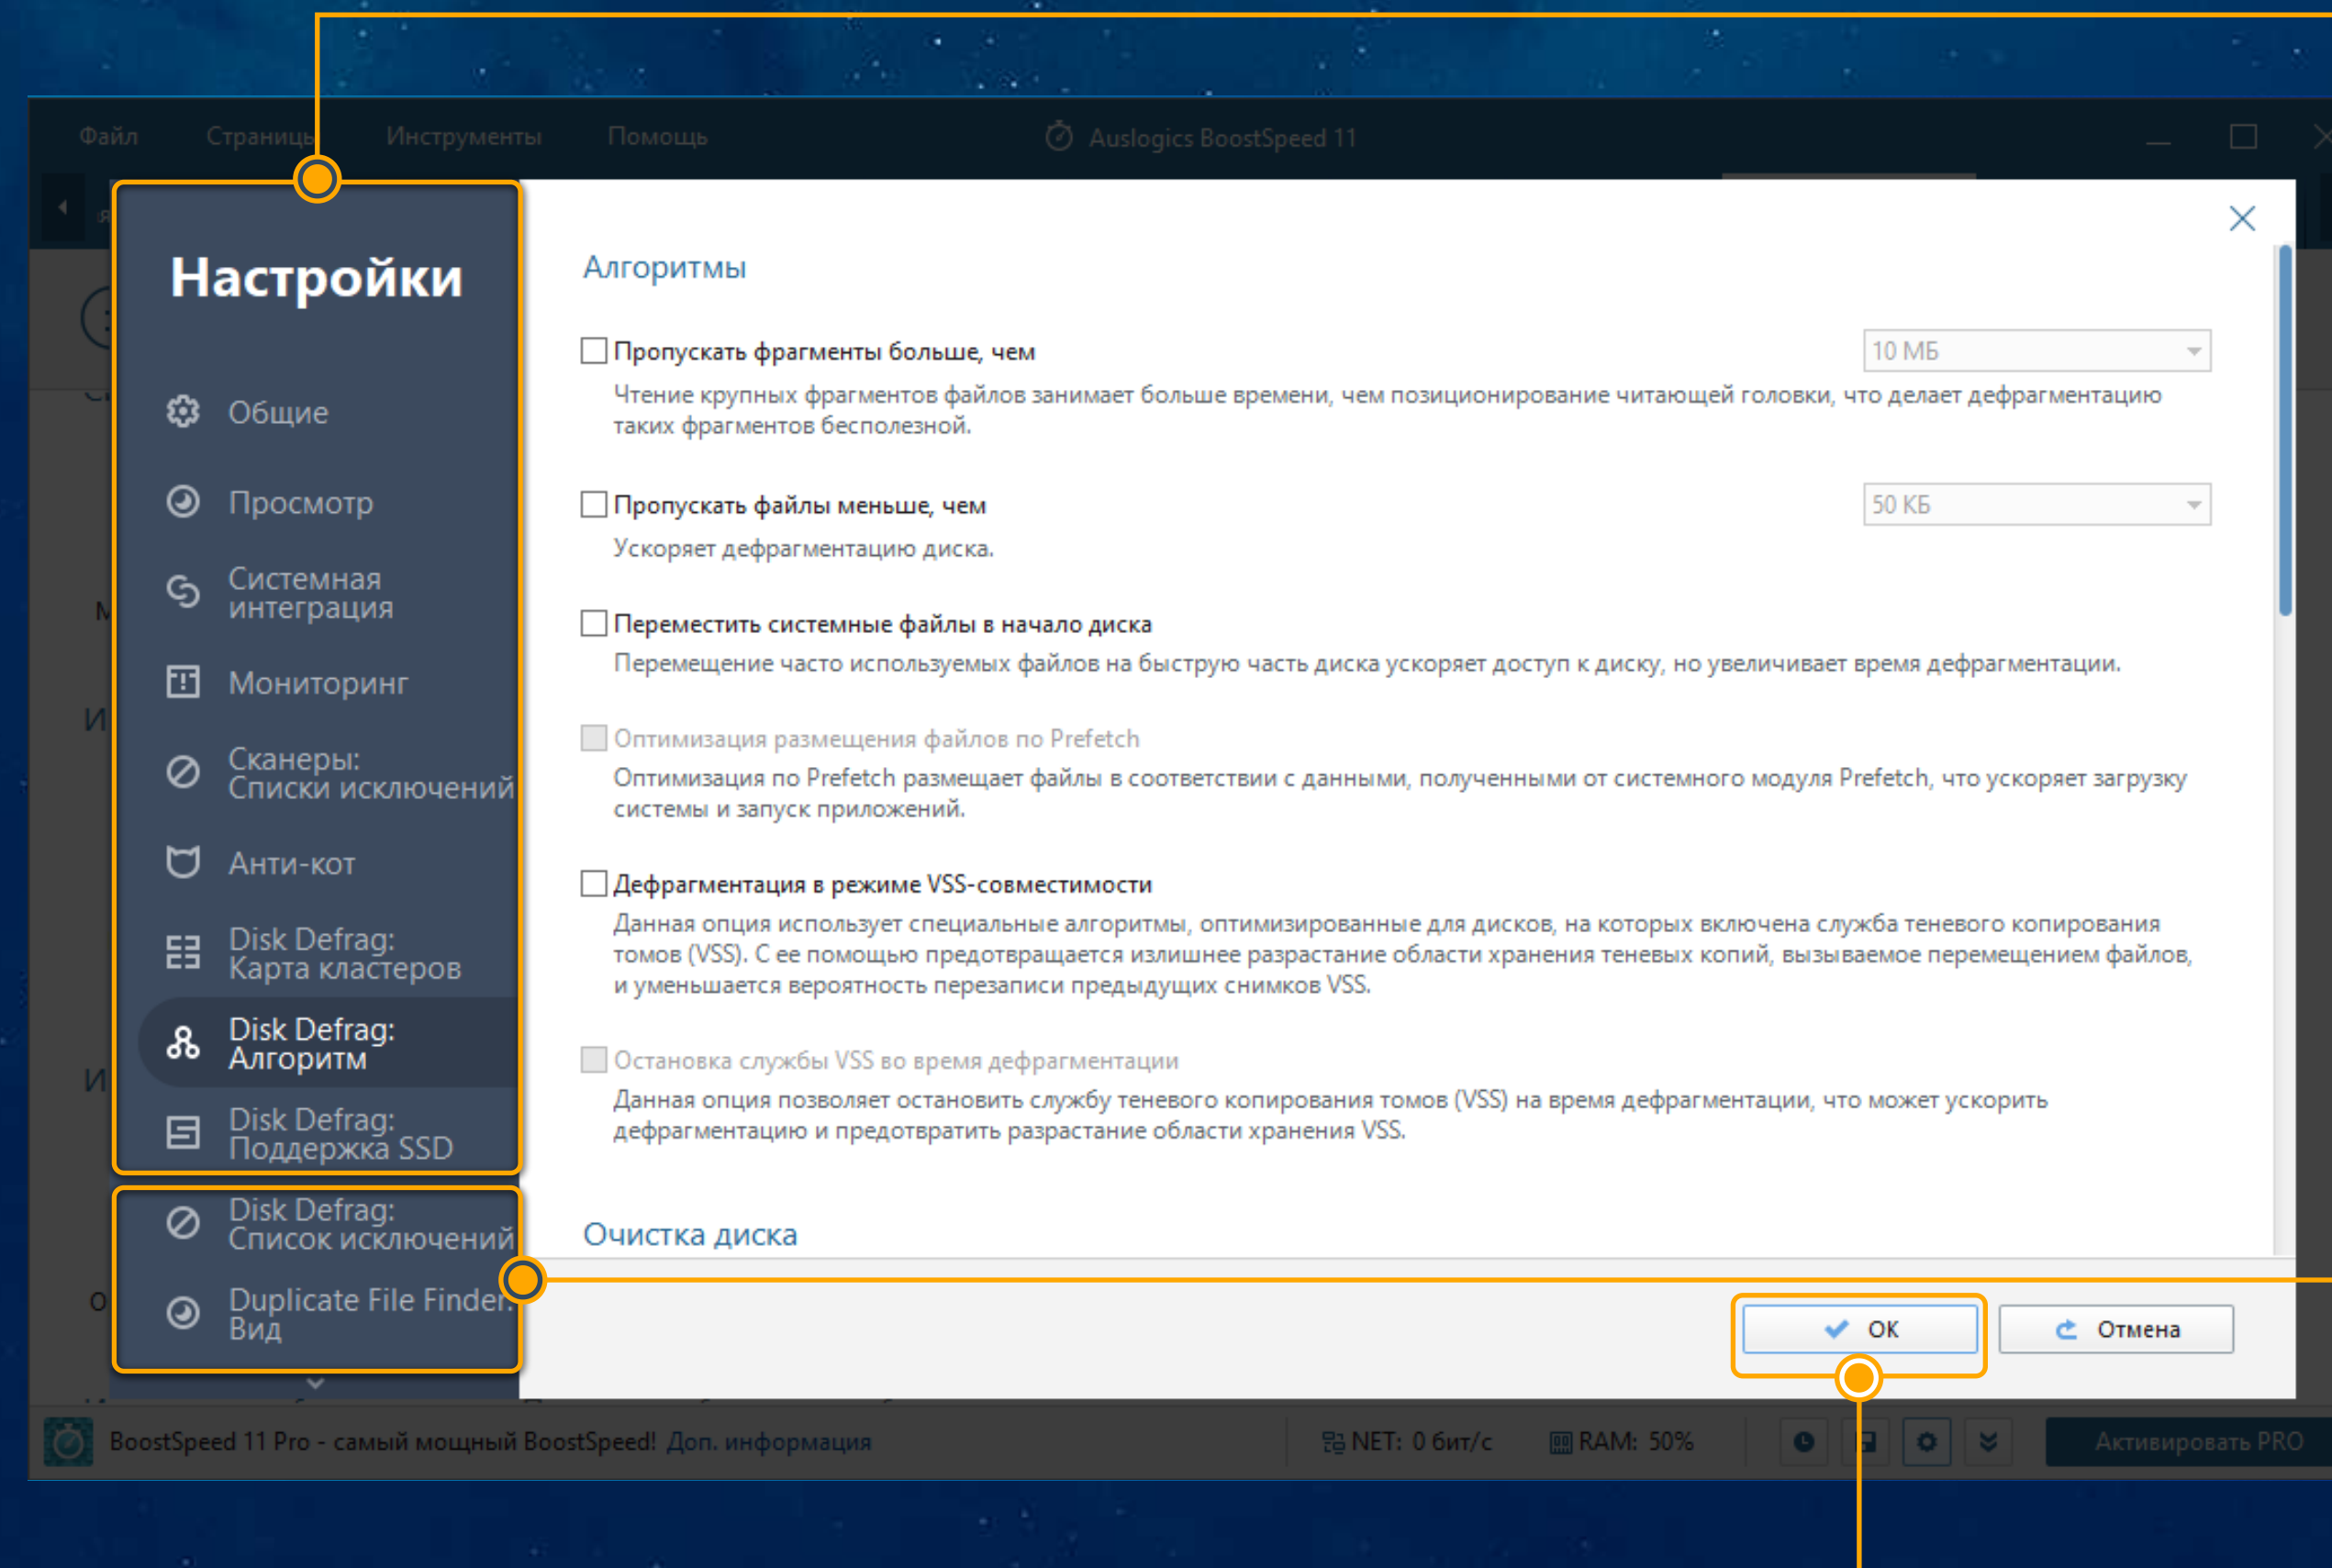 Файл Страницы Инструменты Помощь Auslogics BoostSpeed 11
Настройки
Общие
Просмотр
Системная
интеграция
Мониторинг
Сканеры:
Списки исключений
Анти-кот
Disk Defrag:
Карта кластеров
Disk Defrag:
Алгоритм
Disk Defrag:
Поддержка SSD
Disk Defrag:
Список исключений
Duplicate File Finder:
Вид
Алгоритмы
Пропускать фрагменты больше, чем 10 МБ
Чтение крупных фрагментов файлов занимает больше времени, чем позиционирование читающей головки, что делает дефрагментацию
таких фрагментов бесполезной.
Пропускать файлы меньше, чем 50 КБ
Ускоряет дефрагментацию диска.
Переместить системные файлы в начало диска
Перемещение часто используемых файлов на быструю часть диска ускоряет доступ к диску, но увеличивает время дефрагментации.
Оптимизация размещения файлов по Prefetch
Оптимизация по Prefetch размещает файлы в соответствии с данными, полученными от системного модуля Prefetch, что ускоряет загрузку
системы и запуск приложений.
Дефрагментация в режиме VSS-совместимости
Данная опция использует специальные алгоритмы, оптимизированные для дисков, на которых включена служба теневого копирования
томов (VSS). С ее помощью предотвращается излишнее разрастание области хранения теневых копий, вызываемое перемещением файлов,
и уменьшается вероятность перезаписи предыдущих снимков VSS.
Остановка службы VSS во время дефрагментации
Данная опция позволяет остановить службу теневого копирования томов (VSS) на время дефрагментации, что может ускорить
дефрагментацию и предотвратить разрастание области хранения VSS.
Очистка диска
OK Отмена
BoostSpeed 11 Pro - самый мощный BoostSpeed! Доп. информация NET: 0 бит/с RAM: 50% Активировать PRO